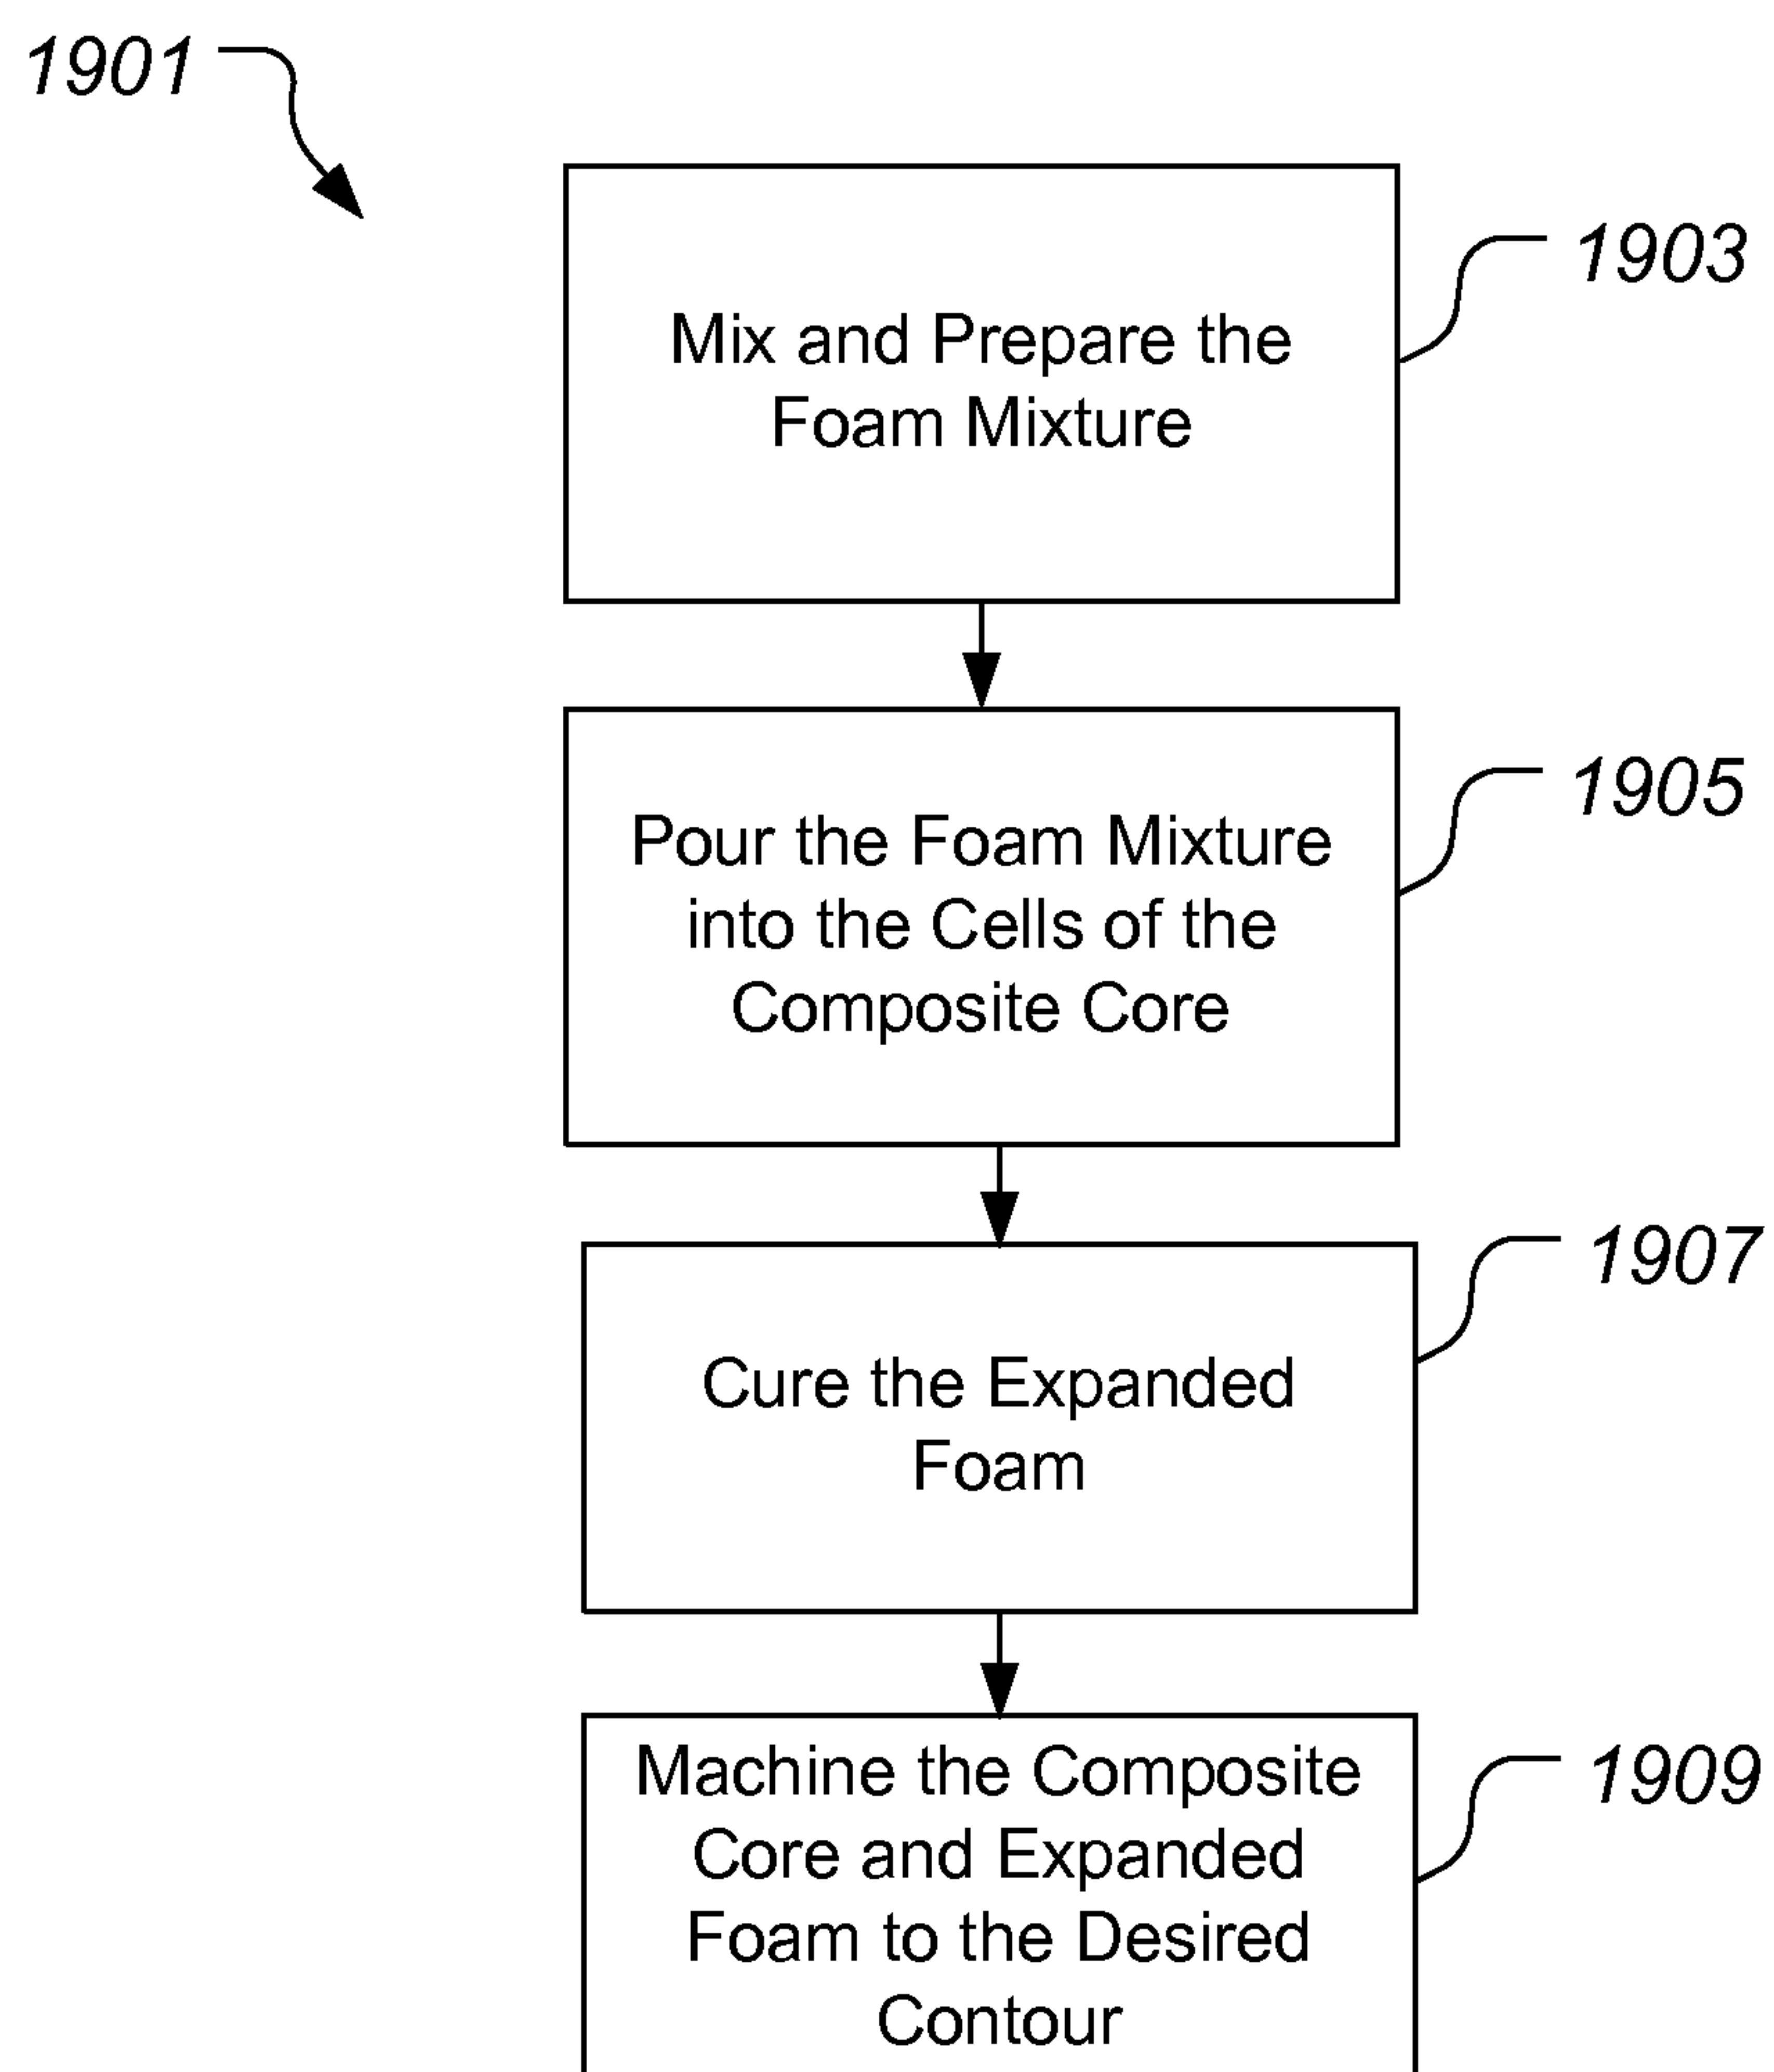 1901
Mix and Prepare the
Foam Mixture
1903
Pour the Foam Mixture
into the Cells of the
Composite Core
1905
Cure the Expanded
Foam
1907
Machine the Composite
Core and Expanded
Foam to the Desired
Contour
1909